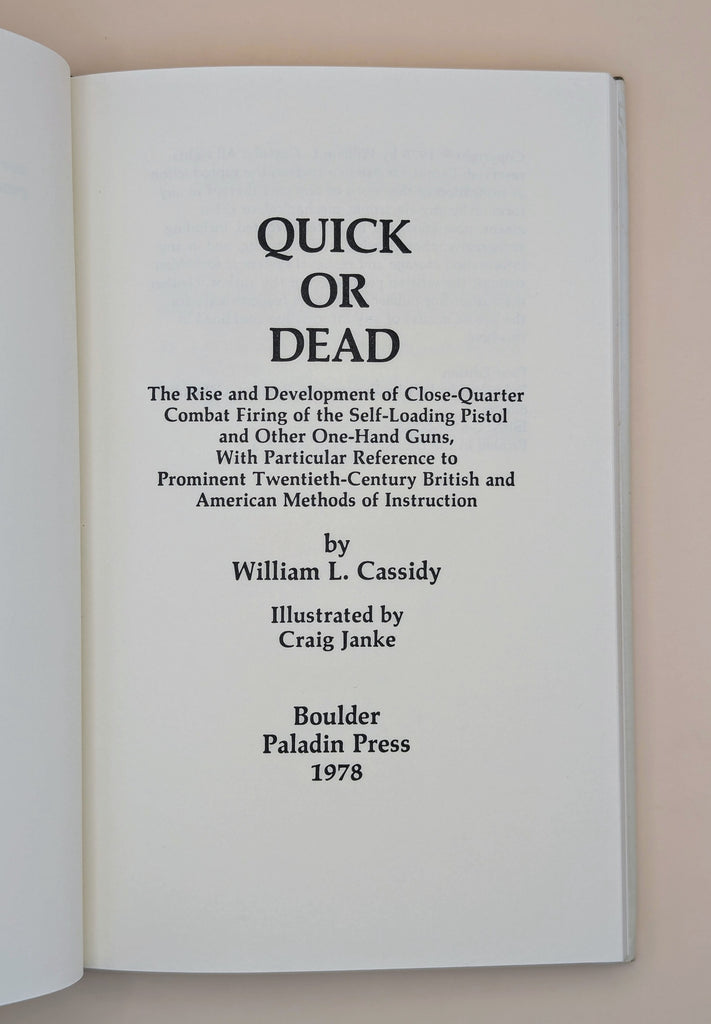 QUICK
OR
DEAD
The Rise and Development of Close-Quarter
Combat Firing of the Self-Loading Pistol
and Other One-Hand Guns,
With Particular Reference to
Prominent Twentieth-Century British and
American Methods of Instruction
by
William L. Cassidy
Illustrated by
Craig Janke
Boulder
Paladin Press
1978